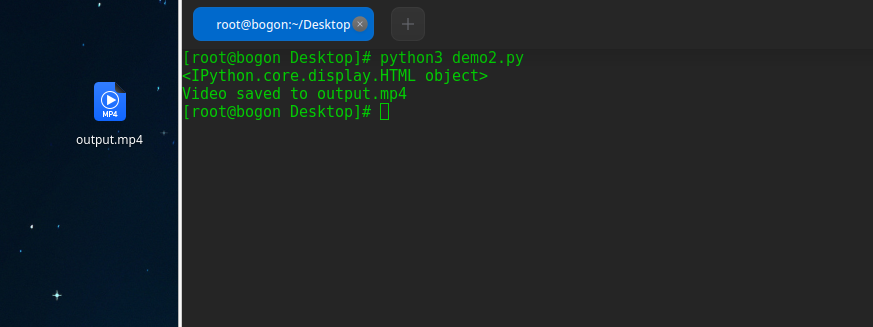 root@bogon:~/Desktop
[root@bogon Desktop]# python3 demo2.py
<IPython.core.display.HTML object>
Video saved to output.mp4
[root@bogon Desktop]#
MP4
output.mp4